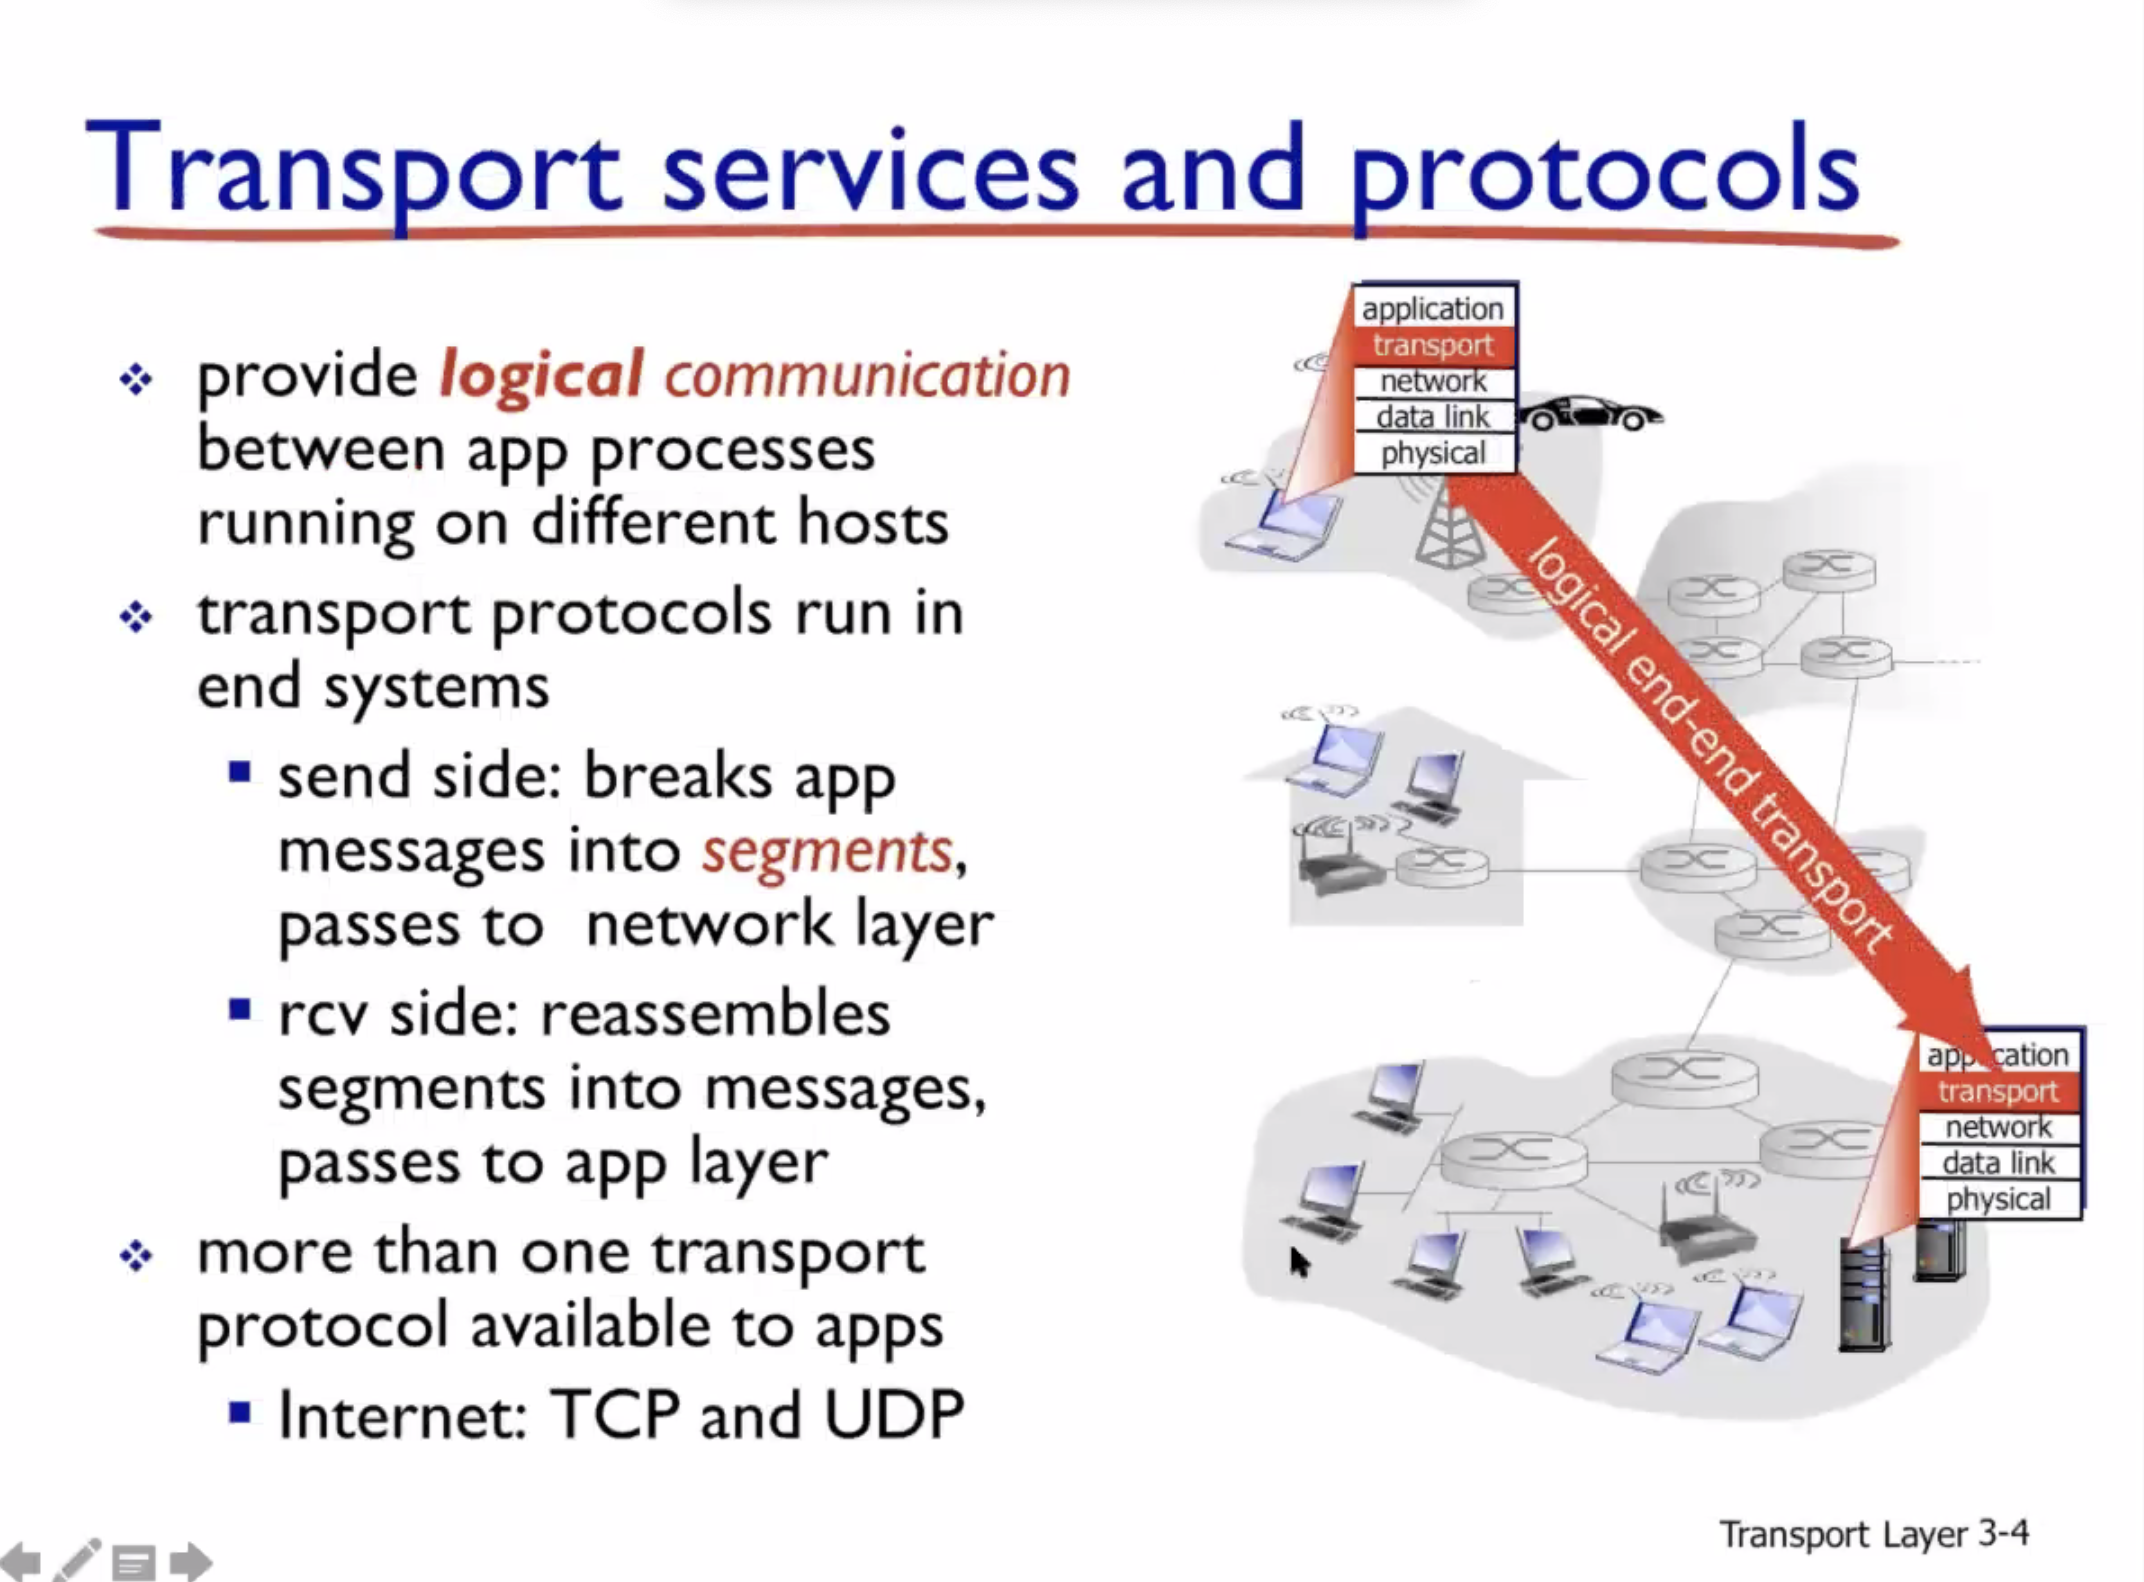 Transport services and protocols
provide logical communication
between app processes
running on different hosts
transport protocols run in
end systems
send side: breaks app
messages into segments,
passes to network layer
rcv side: reassembles
segments into messages,
passes to app layer
more than one transport
protocol available to apps
Internet: TCP and UDP
application
transport
network
data link
physical
logical end-end transport
application
transport
network
data link
physical
Transport Layer 3-4